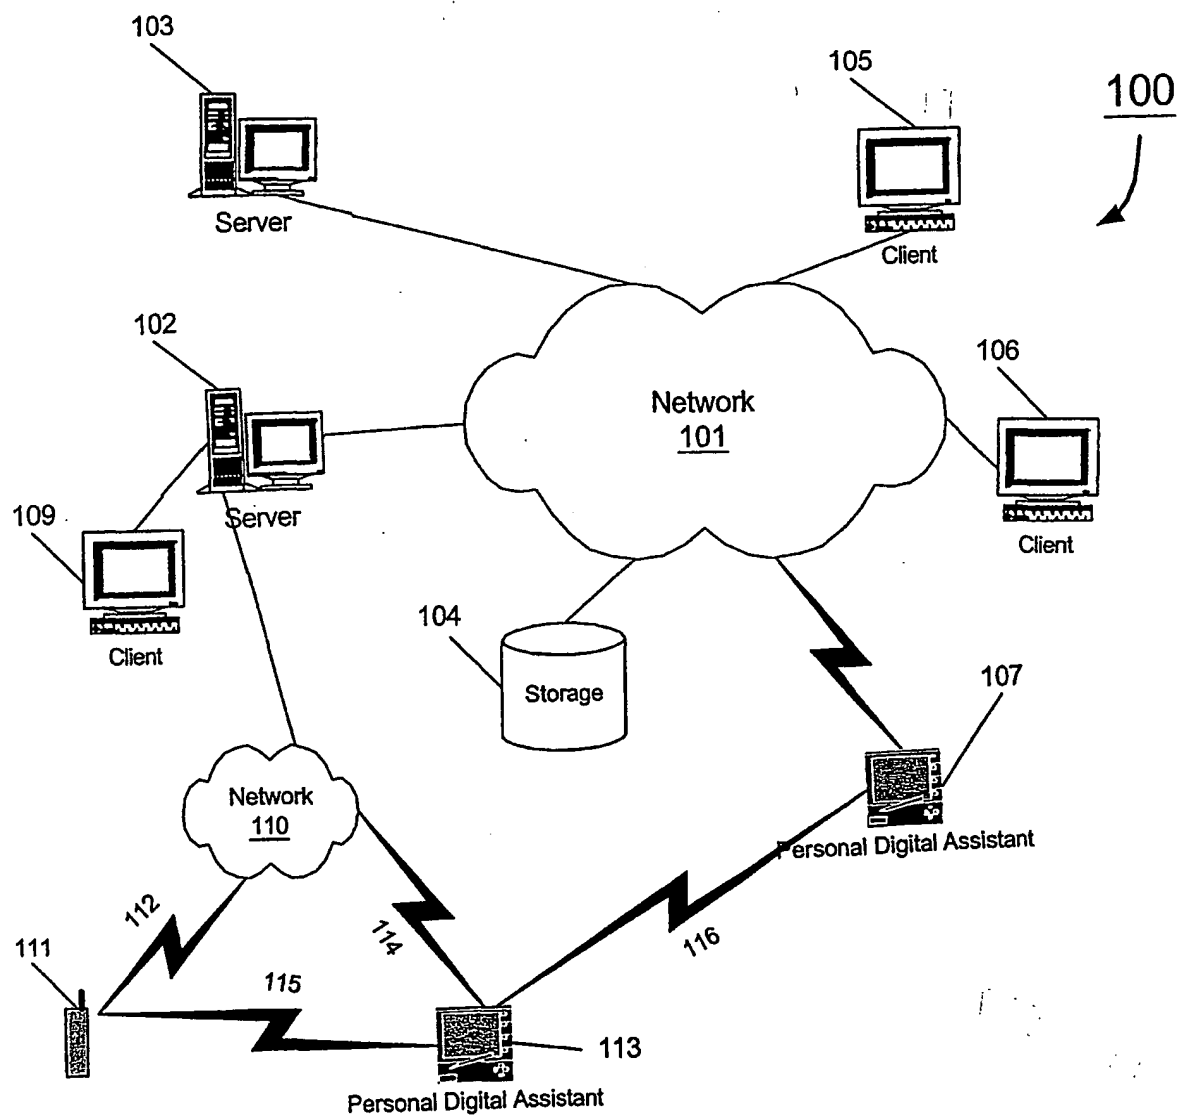 103
105
100
Server
Client
102
106
Network
101
109
Server
Client
Client
104
Storage
107
Network
110
Personal Digital Assistant
112
114
116
111
115
113
Personal Digital Assistant